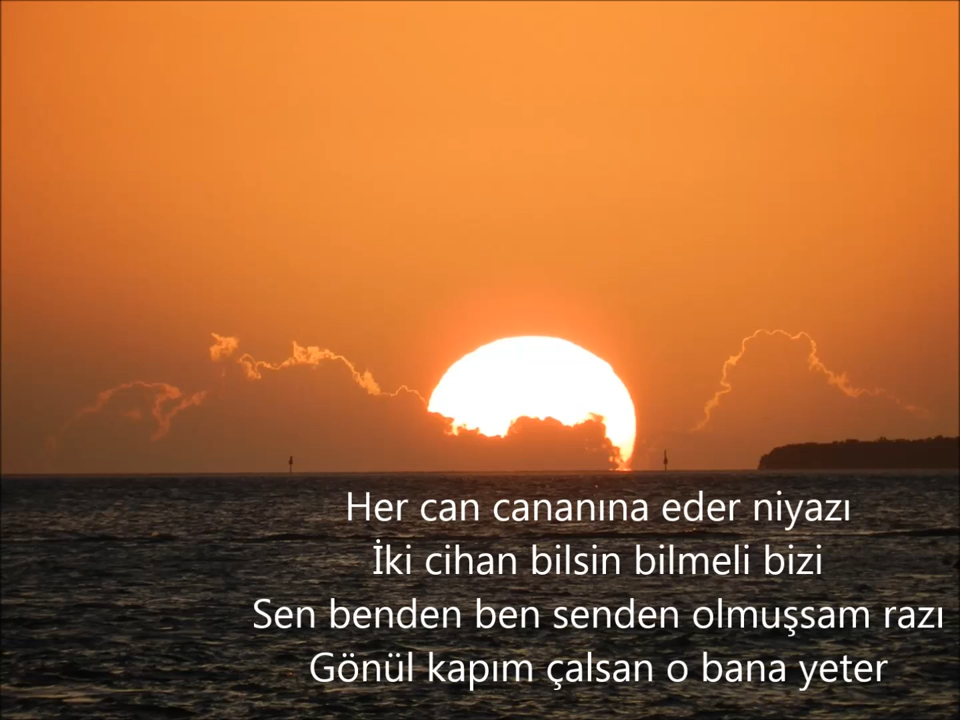 Her can cananına eder niyazı
İki cihan bilsin bilmeli bizi
Sen benden ben senden olmuşsam razı
Gönül kapım çalsan o bana yeter